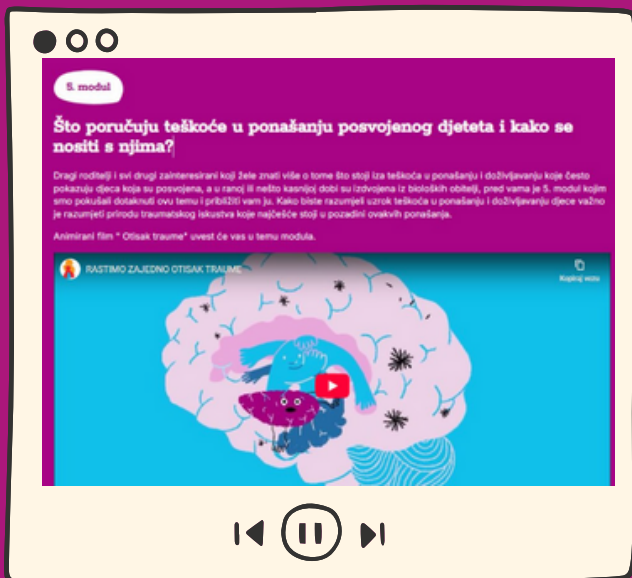 5. modul
Što poručuju teškoće u ponašanju posvojenog djeteta i kako se
nositi s njima?
Dragi roditelji i svi drugi zainteresirani koji žele znati više o tome što stoji iza teškoća u ponašanju i doživljavanju koje često
pokazuju djeca koja su posvojena, a u ranoj ili nešto kasnijoj dobi su izdvojena iz bioloških obitelji, pred vama je 5. modul kojim
smo pokušali dotaknuti ovu temu i približiti vam ju. Kako biste razumjeli uzrok teškoća u ponašanju i doživljavanju djece važno
je razumjeti prirodu traumatskog iskustva koje najčešće stoji u pozadini ovakvih ponašanja.
Animirani film " Otisak traume" uvest će vas u temu modula.
RASTIMO ZAJEDNO OTISAK TRAUME
Kopiraj vezu